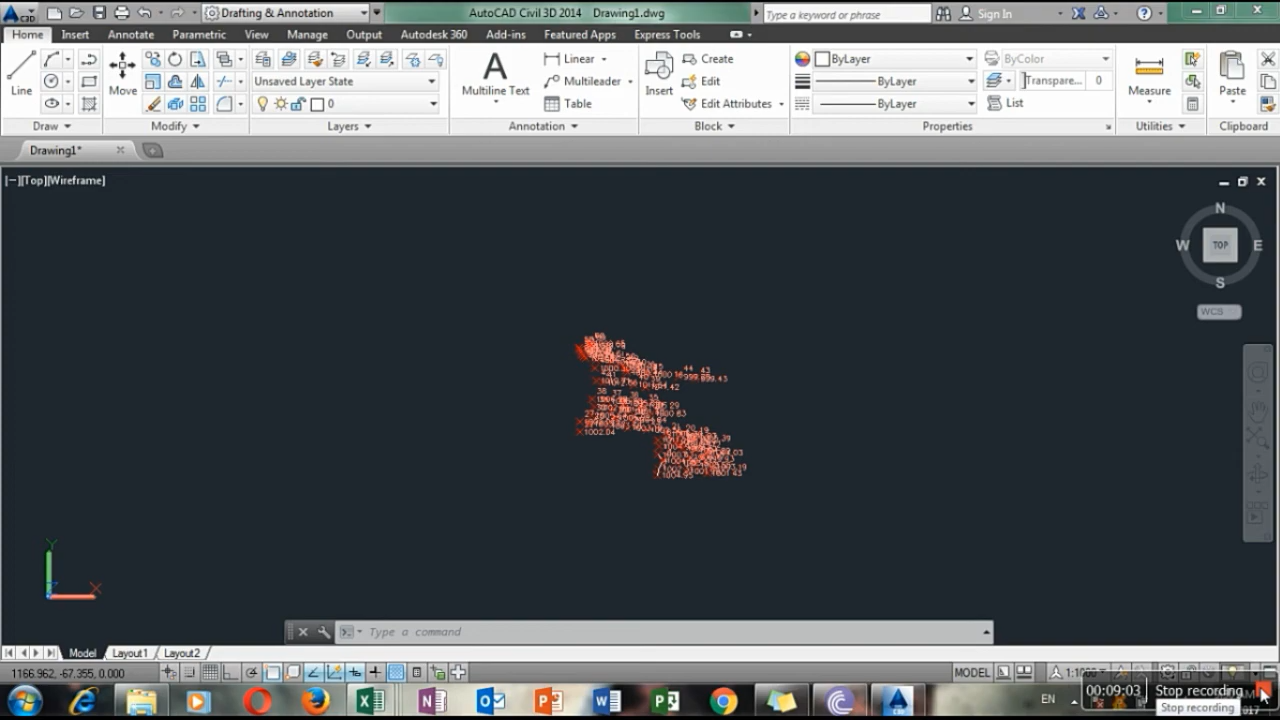 Drafting & Annotation
AutoCAD Civil 3D 2014 Drawing1.dwg
Type a keyword or phrase
Sign In
C3D
Home Insert Annotate Parametric View Manage Output Autodesk 360 Add-ins Featured Apps Express Tools
Line
Move
Unsaved Layer State
0
Multiline Text
Linear
Multileader
Table
Insert
Create
Edit
Edit Attributes
ByLayer
ByLayer
ByLayer
ByColor
Transpare... 0
List
Measure
Paste
Draw Modify Layers Annotation Block Properties Utilities Clipboard
Drawing1*
[−][Top][Wireframe]
N
W TOP E
S
WCS
44 43
1002.04
Y
X
Type a command
Model Layout1 Layout2
1166.962, -67.355, 0.000
MODEL
EN
00:09:03 Stop recording
Stop recording